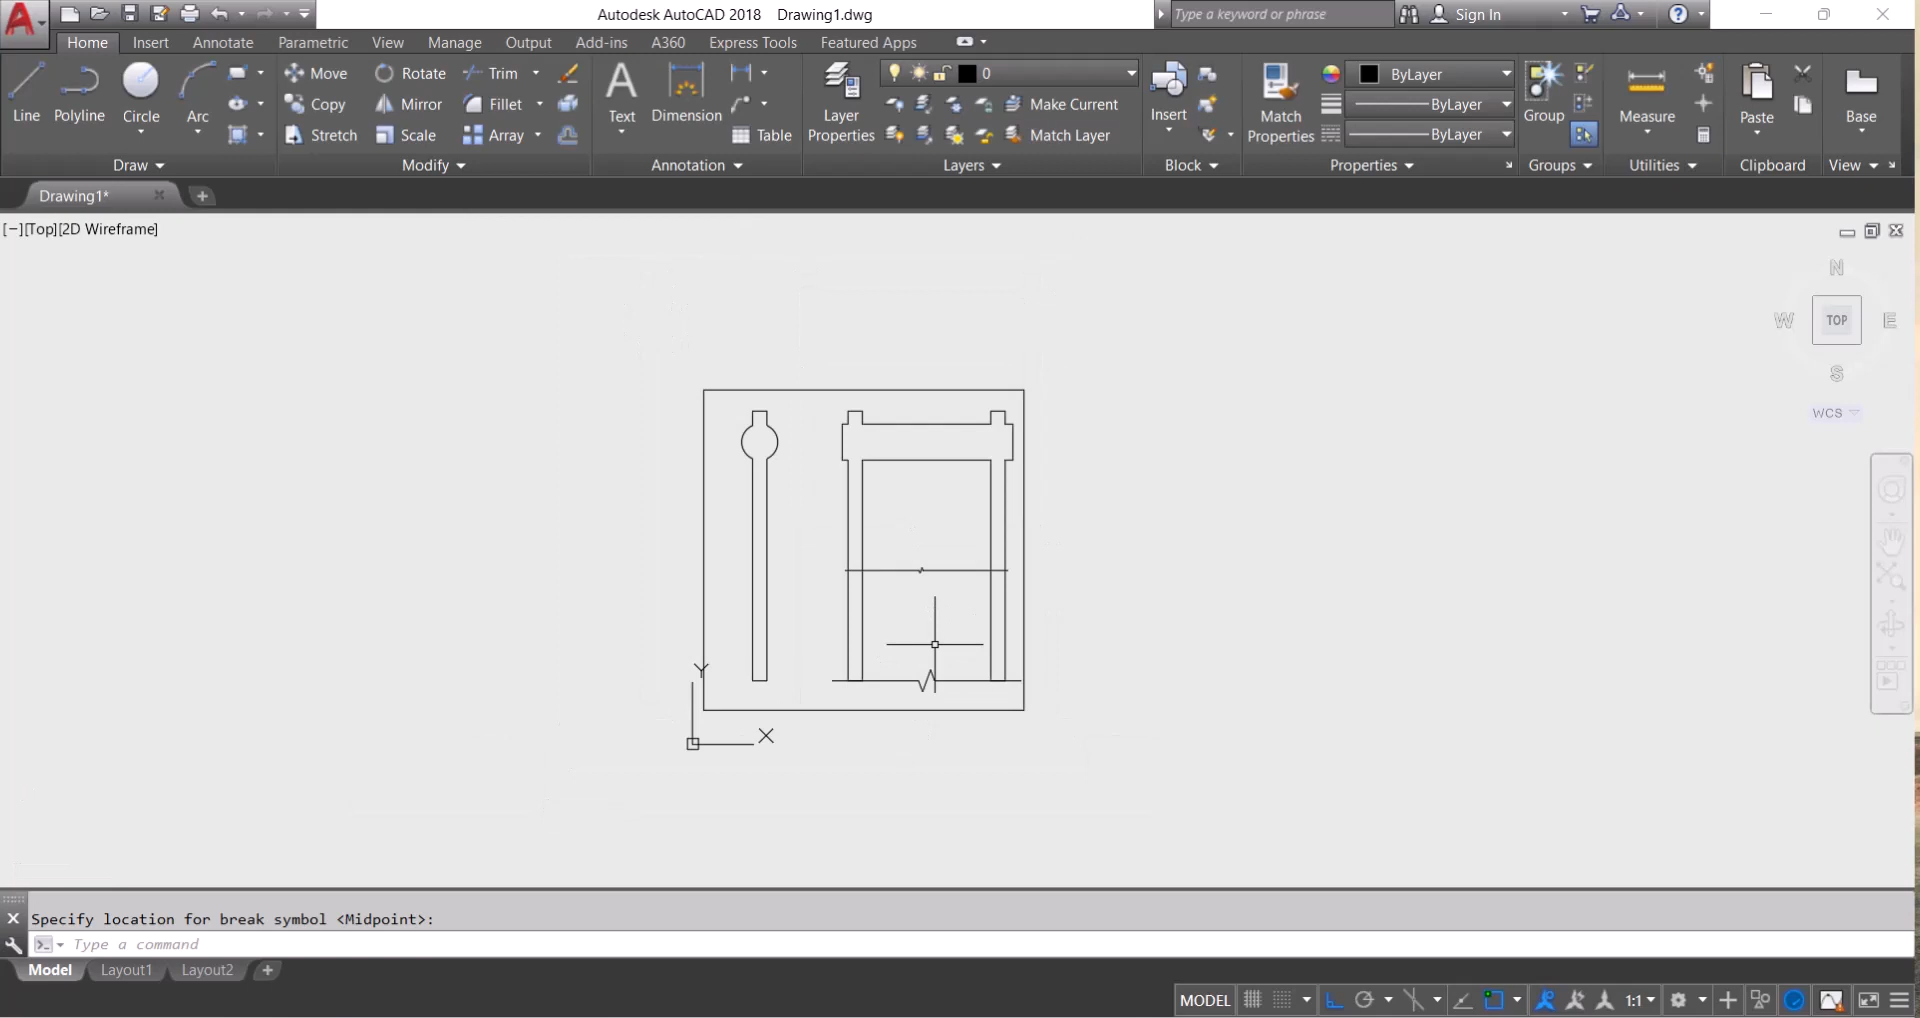 Autodesk AutoCAD 2018 Drawing1.dwg
Type a keyword or phrase
Sign In
Home Insert Annotate Parametric View Manage Output Add-ins A360 Express Tools Featured Apps
Line
Polyline
Circle
Arc
Draw
Move
Rotate
Trim
Copy
Mirror
Fillet
Stretch
Scale
Array
Modify
Text
Dimension
Table
Annotation
Layer
Properties
0
Make Current
Match Layer
Layers
Insert
Block
Match
Properties
ByLayer
ByLayer
ByLayer
Properties
Group
Groups
Measure
Utilities
Paste
Clipboard
Base
View
Drawing1*
[−][Top][2D Wireframe]
N
W
TOP
E
S
WCS
Y
X
Specify location for break symbol <Midpoint>:
Type a command
Model Layout1 Layout2
MODEL
1:1